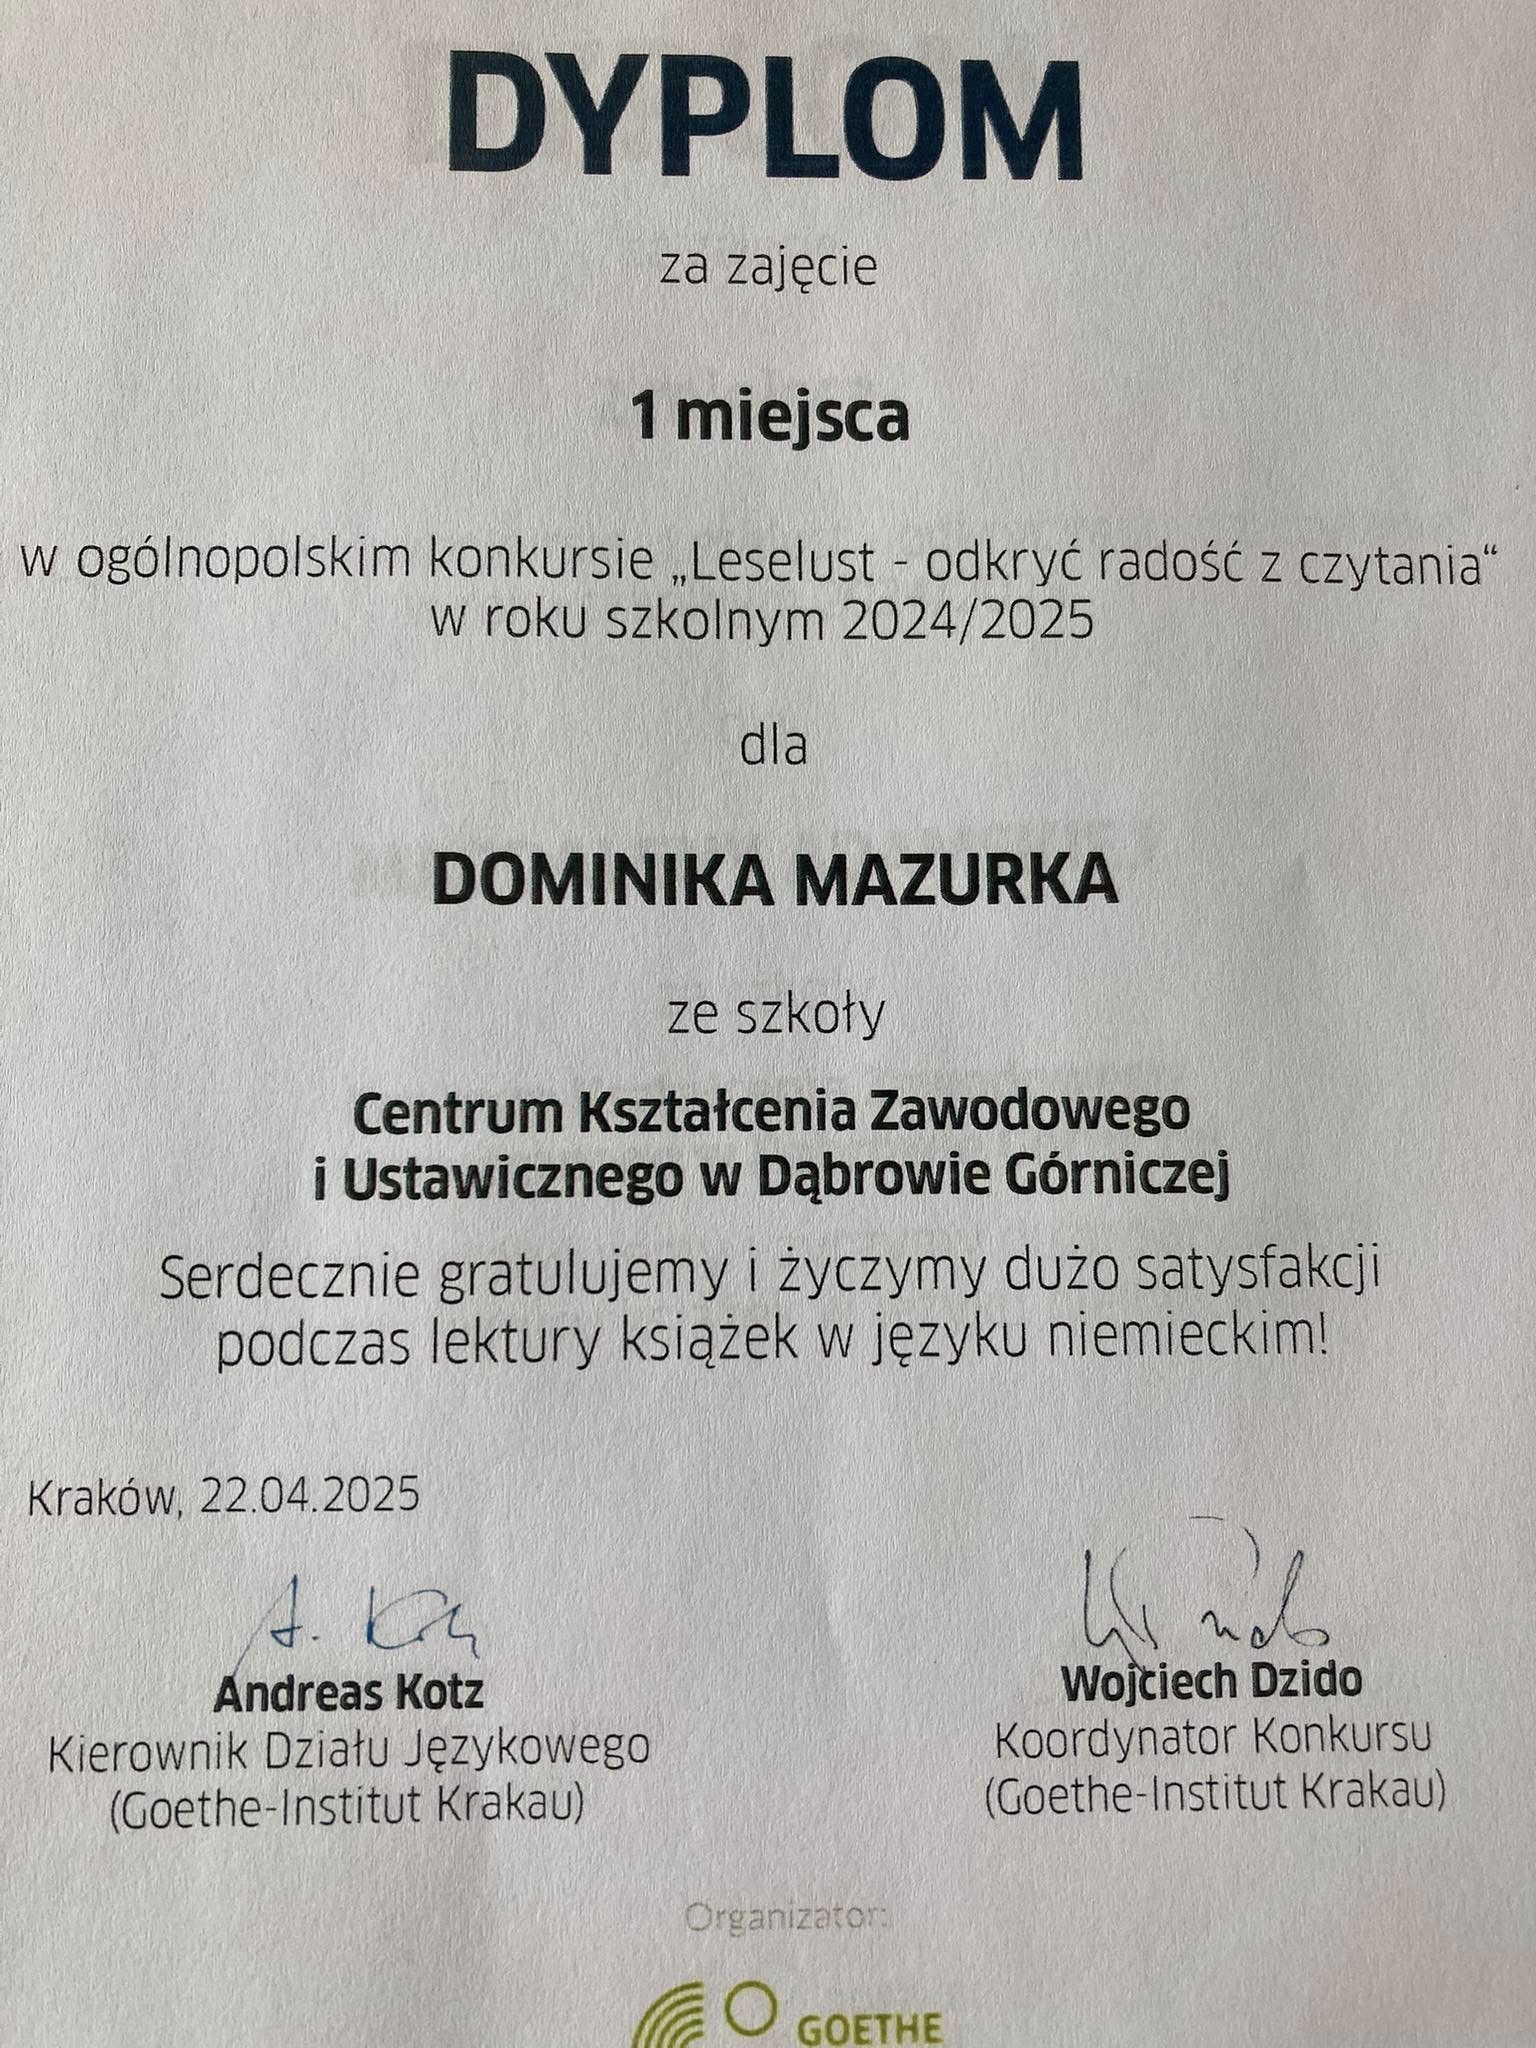 DYPLOM
za zajęcie
1 miejsca
w ogólnopolskim konkursie „Leselust - odkryć radość z czytania“
w roku szkolnym 2024/2025
dla
DOMINIKA MAZURKA
ze szkoły
Centrum Kształcenia Zawodowego
i Ustawicznego w Dąbrowie Górniczej
Serdecznie gratulujemy i życzymy dużo satysfakcji
podczas lektury książek w języku niemieckim!
Kraków, 22.04.2025
A. Kotz
Andreas Kotz
Kierownik Działu Językowego
(Goethe-Institut Krakau)
Wojciech Dzido
Koordynator Konkursu
(Goethe-Institut Krakau)
Organizator:
GOETHE